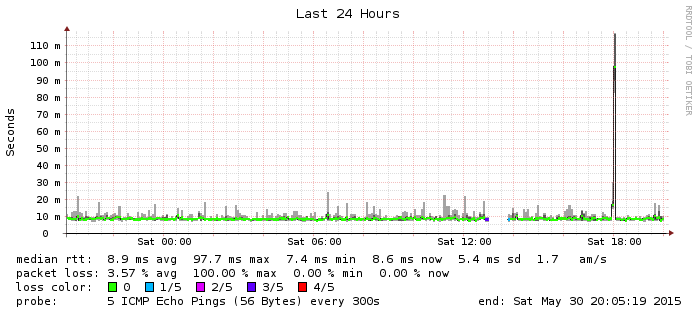 Last 24 Hours
RRDTOOL / TOBI OETIKER
Seconds
110 m
100 m
90 m
80 m
70 m
60 m
50 m
40 m
30 m
20 m
10 m
0
Sat 00:00 Sat 06:00 Sat 12:00 Sat 18:00
median rtt: 8.9 ms avg 97.7 ms max 7.4 ms min 8.6 ms now 5.4 ms sd 1.7 am/s
packet loss: 3.57 % avg 100.00 % max 0.00 % min 0.00 % now
loss color: 0 1/5 2/5 3/5 4/5
probe: 5 ICMP Echo Pings (56 Bytes) every 300s end: Sat May 30 20:05:19 2015